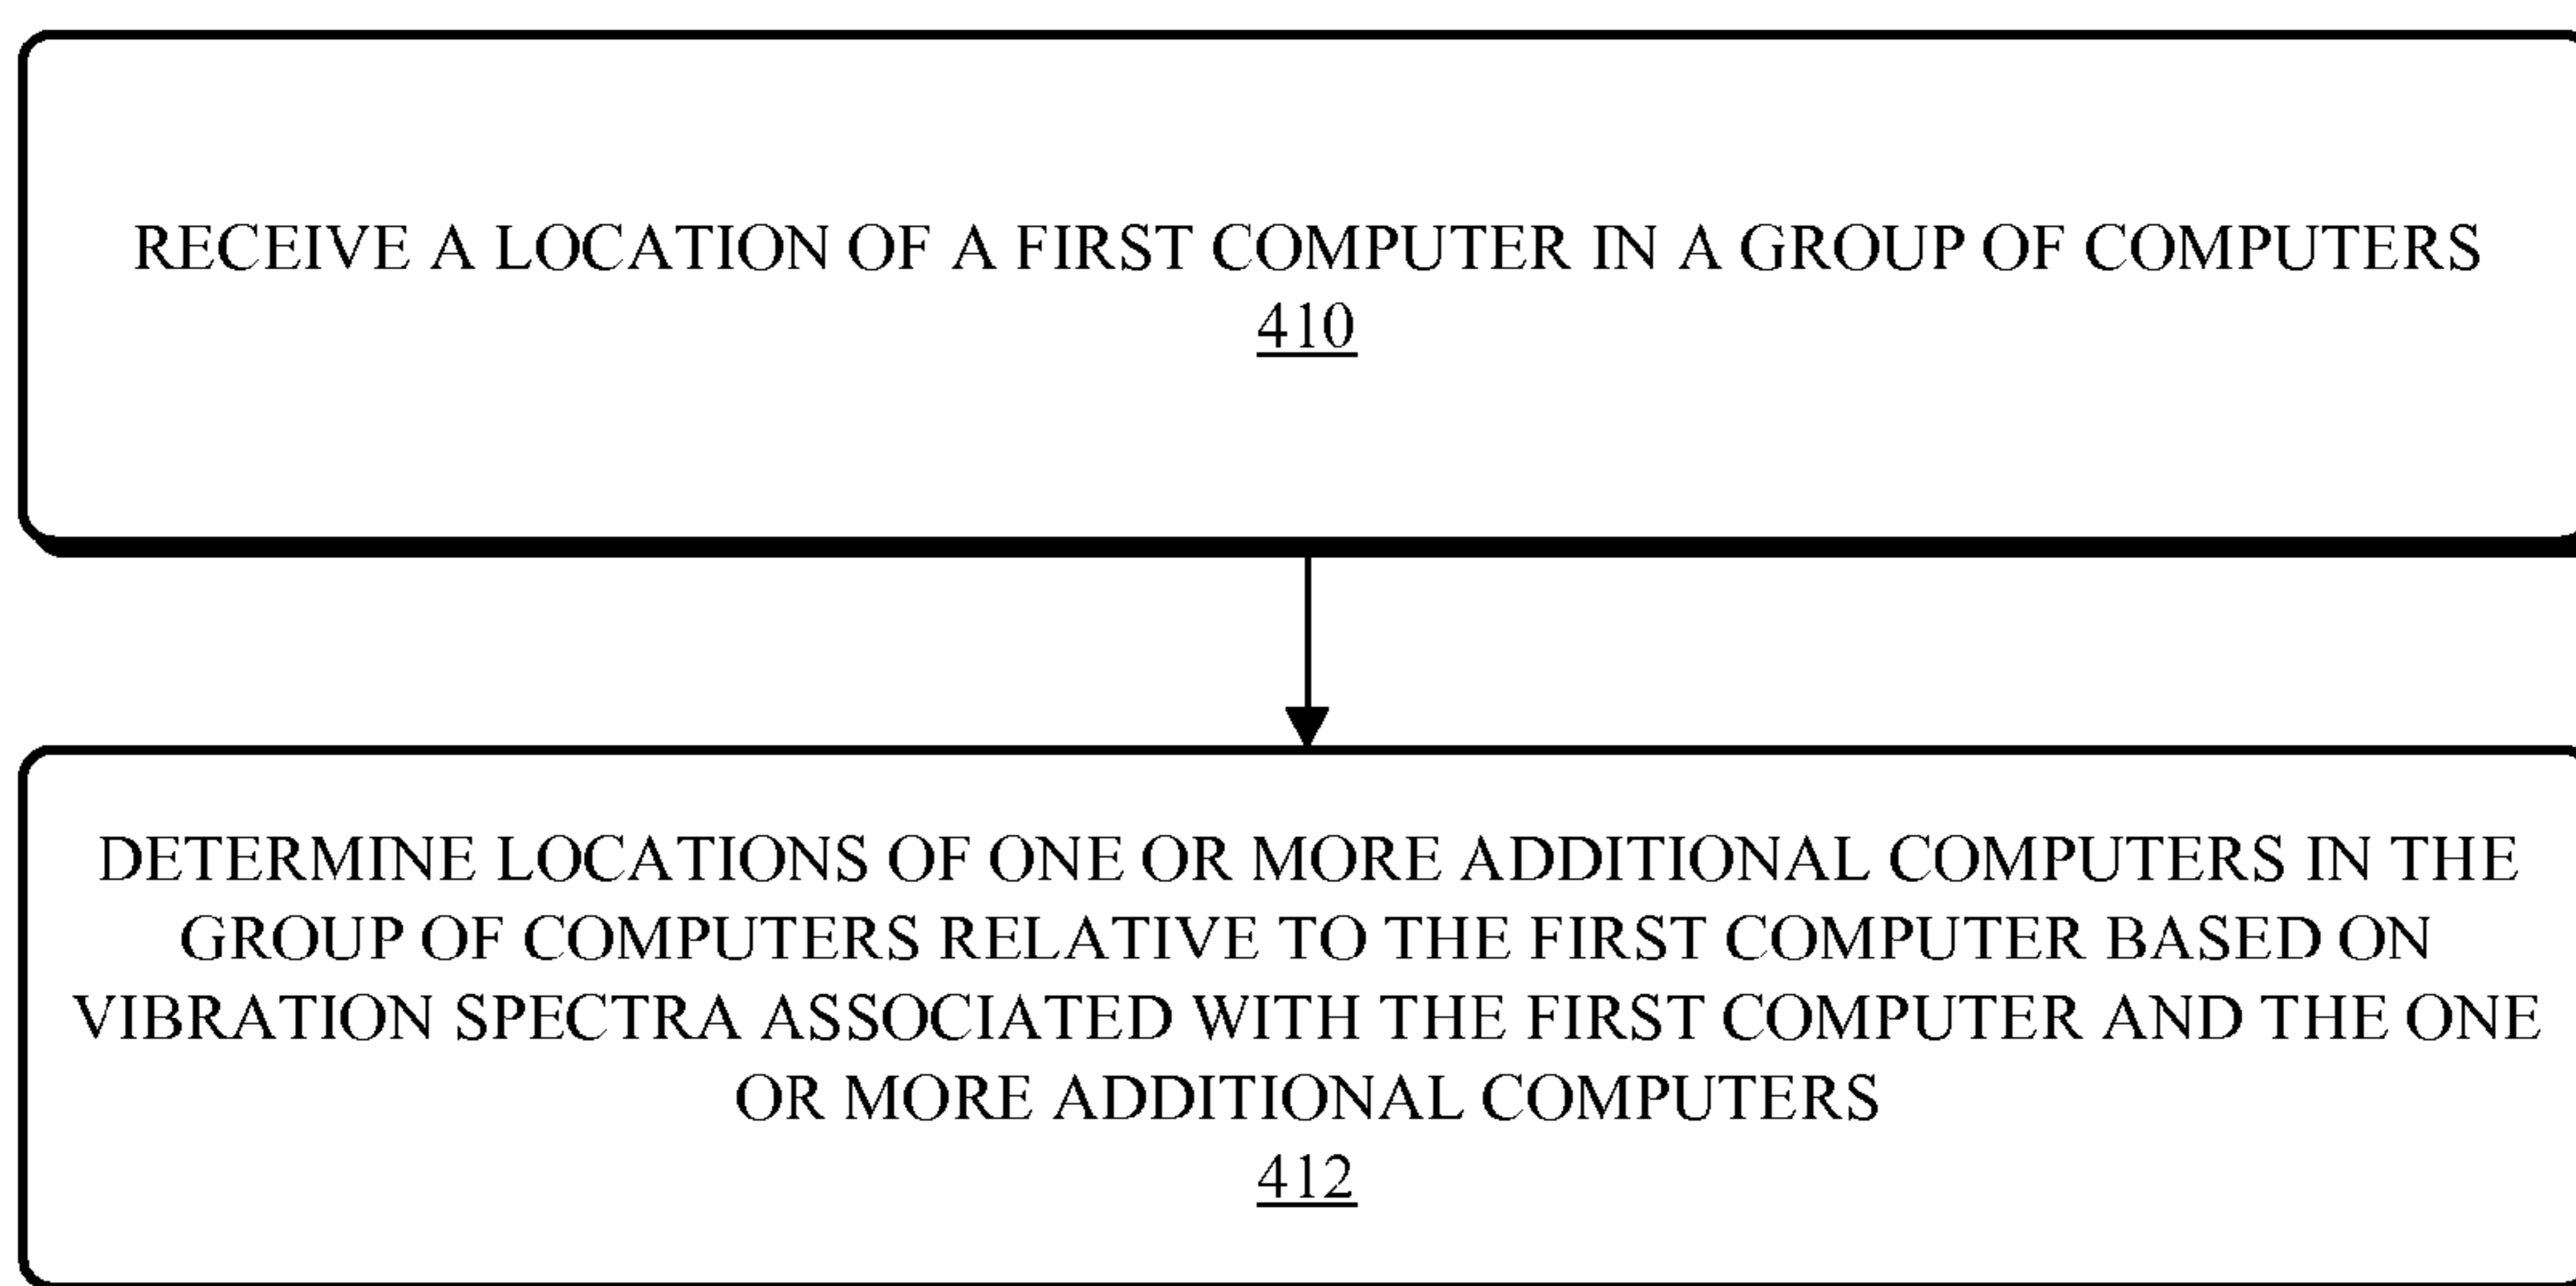 RECEIVE A LOCATION OF A FIRST COMPUTER IN A GROUP OF COMPUTERS
410
DETERMINE LOCATIONS OF ONE OR MORE ADDITIONAL COMPUTERS IN THE
GROUP OF COMPUTERS RELATIVE TO THE FIRST COMPUTER BASED ON
VIBRATION SPECTRA ASSOCIATED WITH THE FIRST COMPUTER AND THE ONE
OR MORE ADDITIONAL COMPUTERS
412